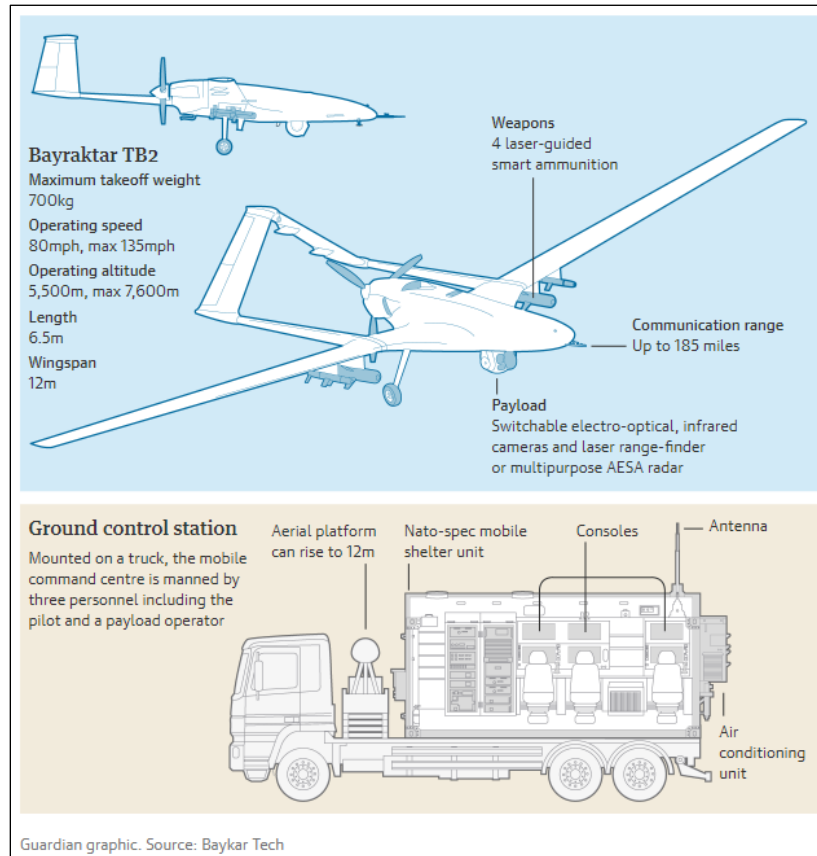 Bayraktar TB2
Maximum takeoff weight
700kg
Operating speed
80mph, max 135mph
Operating altitude
5,500m, max 7,600m
Length
6.5m
Wingspan
12m
Weapons
4 laser-guided
smart ammunition
Communication range
Up to 185 miles
Payload
Switchable electro-optical, infrared
cameras and laser range-finder
or multipurpose AESA radar
Ground control station
Mounted on a truck, the mobile
command centre is manned by
three personnel including the
pilot and a payload operator
Aerial platform
can rise to 12m
Nato-spec mobile
shelter unit
Consoles
Antenna
Air
conditioning
unit
Guardian graphic. Source: Baykar Tech